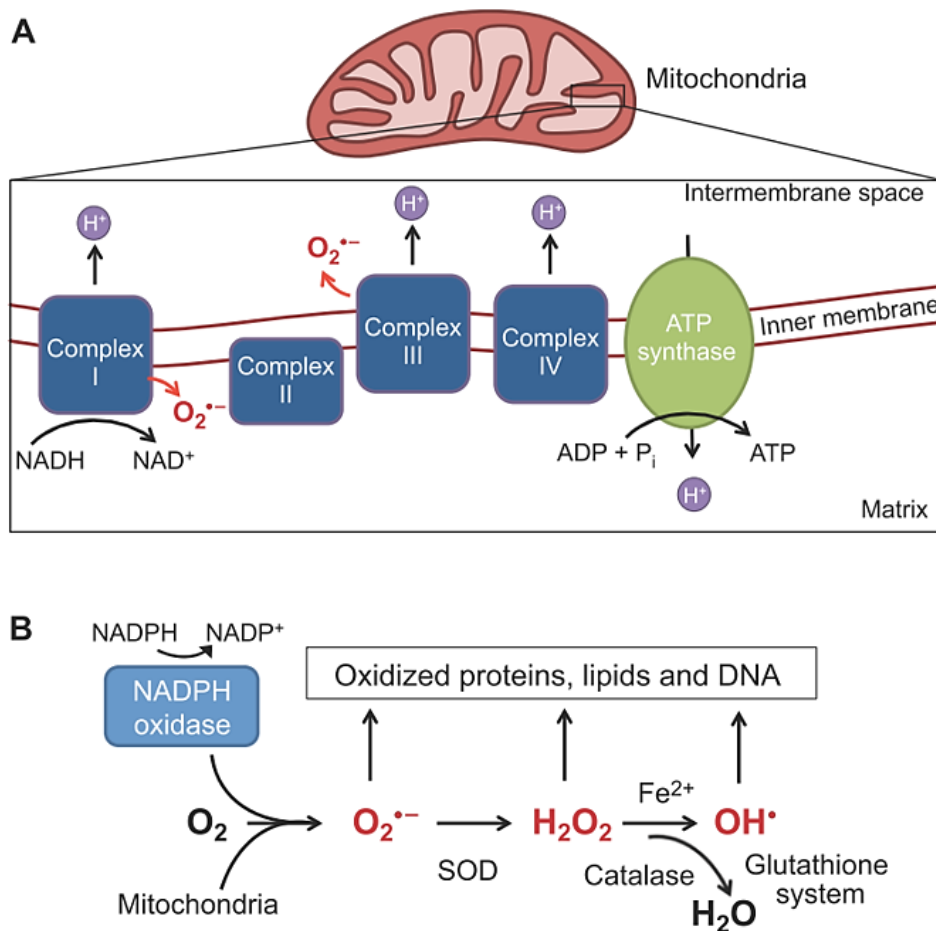 A
Mitochondria
Intermembrane space
H⁺
H⁺
H⁺
O₂•⁻
Complex
I
Complex
II
Complex
III
Complex
IV
ATP
synthase
Inner membrane
O₂•⁻
NADH
NAD⁺
ADP + Pᵢ
ATP
H⁺
Matrix
B
NADPH
NADP⁺
NADPH
oxidase
Oxidized proteins, lipids and DNA
O₂
O₂•⁻
H₂O₂
Fe²⁺
OH•
SOD
Catalase
Glutathione
system
Mitochondria
H₂O